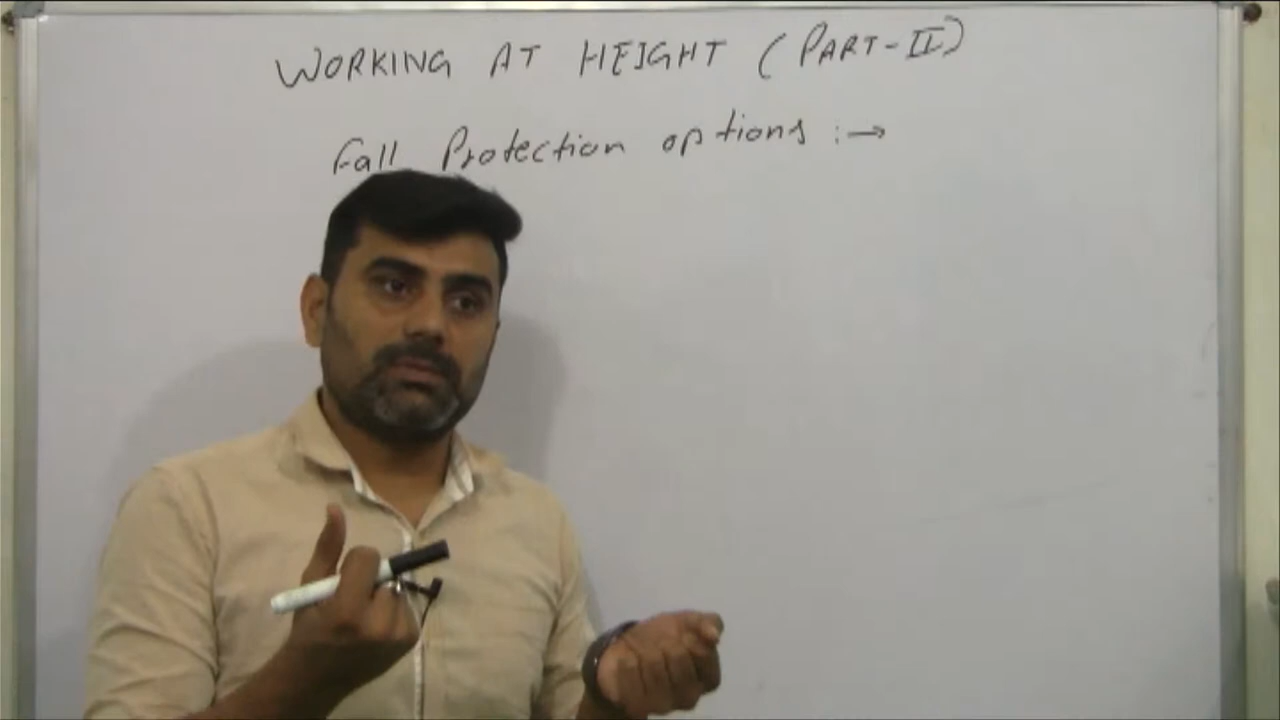 WORKING AT HEIGHT (PART-II)
Fall Protection options :→